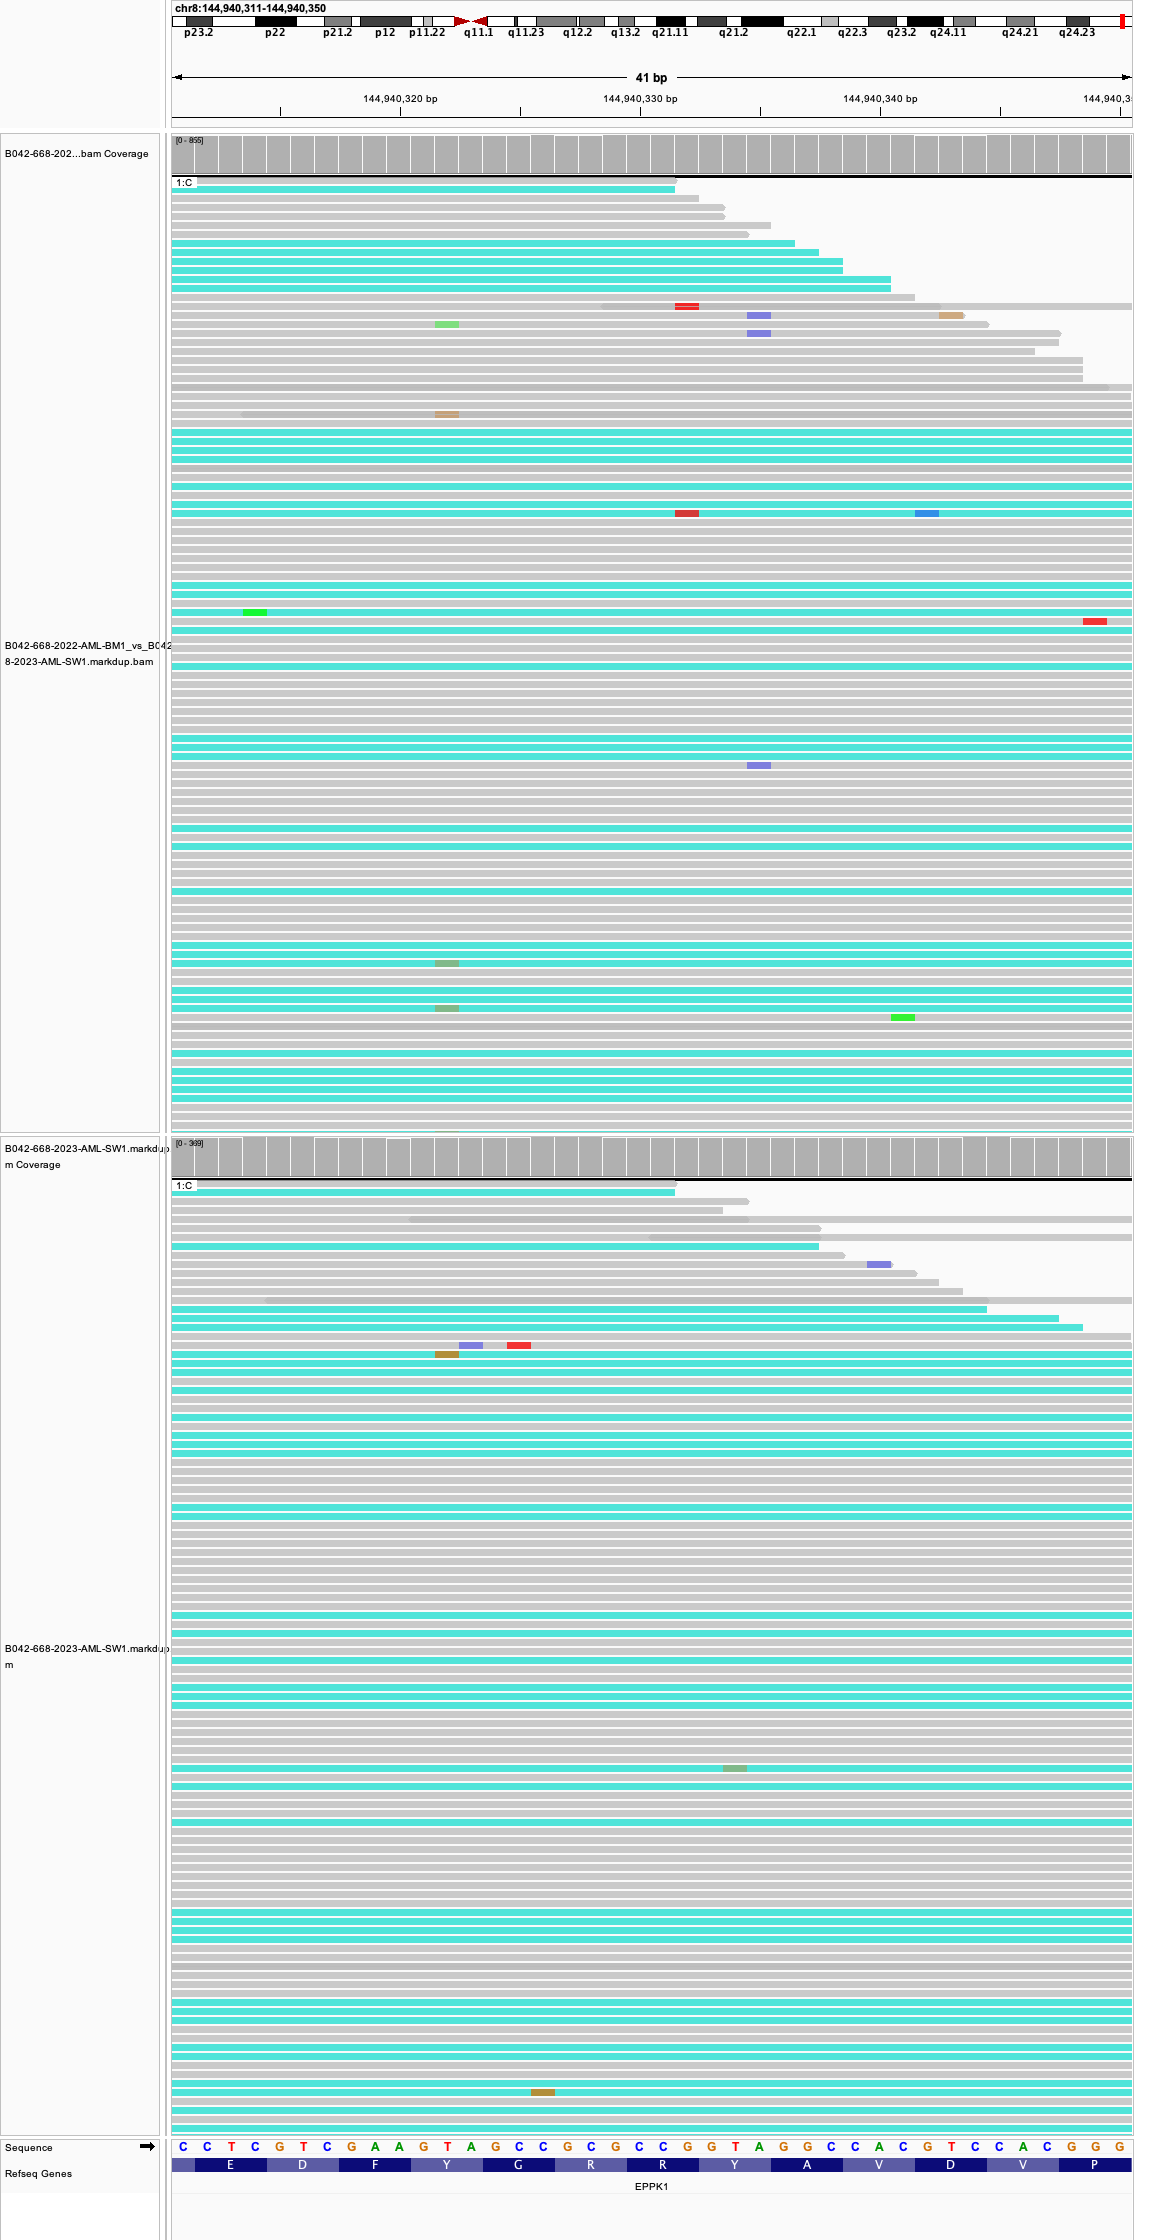 chr8:144,940,311-144,940,350
p23.2 p22 p21.2 p12 p11.22 q11.1 q11.23 q12.2 q13.2 q21.11 q21.2 q22.1 q22.3 q23.2 q24.11 q24.21 q24.23
41 bp
144,940,320 bp 144,940,330 bp 144,940,340 bp 144,940,3
B042-668-202...bam Coverage
[0 - 855]
1:C
B042-668-2022-AML-BM1_vs_B042
8-2023-AML-SW1.markdup.bam
B042-668-2023-AML-SW1.markdup
m Coverage
[0 - 369]
1:C
B042-668-2023-AML-SW1.markdup
m
Sequence
C C T C G T C G A A G T A G C C G C G C C G G T A G G C C A C G T C C A C G G G
Refseq Genes
E D F Y G R R Y A V D V P
EPPK1